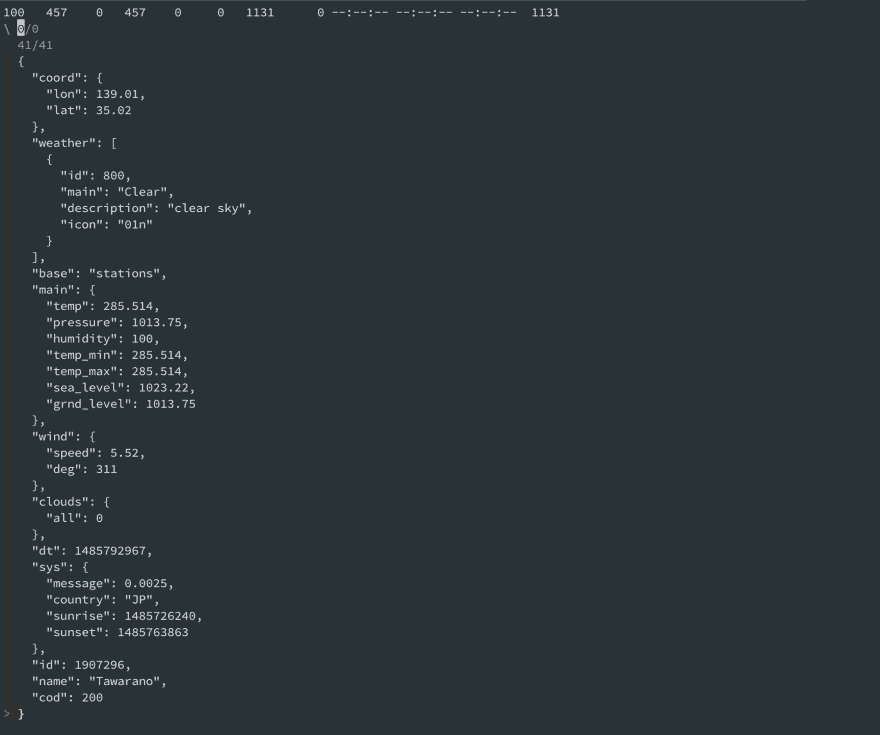 100   457    0   457    0     0   1131      0 --:--:-- --:--:-- --:--:--  1131
\ 0/0
  41/41
  {
    "coord": {
      "lon": 139.01,
      "lat": 35.02
    },
    "weather": [
      {
        "id": 800,
        "main": "Clear",
        "description": "clear sky",
        "icon": "01n"
      }
    ],
    "base": "stations",
    "main": {
      "temp": 285.514,
      "pressure": 1013.75,
      "humidity": 100,
      "temp_min": 285.514,
      "temp_max": 285.514,
      "sea_level": 1023.22,
      "grnd_level": 1013.75
    },
    "wind": {
      "speed": 5.52,
      "deg": 311
    },
    "clouds": {
      "all": 0
    },
    "dt": 1485792967,
    "sys": {
      "message": 0.0025,
      "country": "JP",
      "sunrise": 1485726240,
      "sunset": 1485763863
    },
    "id": 1907296,
    "name": "Tawarano",
    "cod": 200
> }